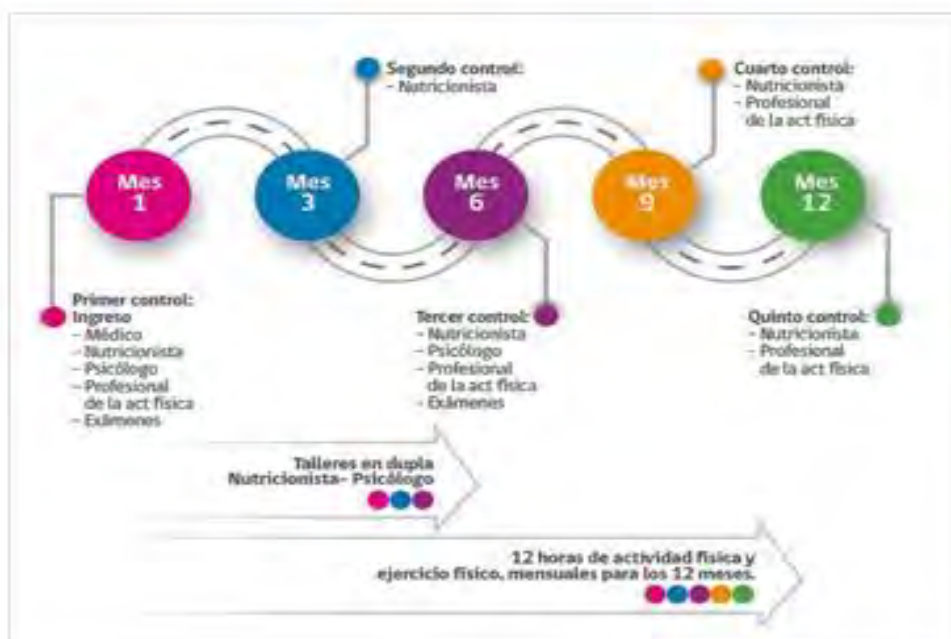 Segundo control:
- Nutricionista
Cuarto control:
- Nutricionista
- Profesional
de la act física
Mes
1
Mes
3
Mes
6
Mes
9
Mes
12
Primer control:
Ingreso
- Médico
- Nutricionista
- Psicólogo
- Profesional
de la act física
- Exámenes
Tercer control:
- Nutricionista
- Psicólogo
- Profesional
de la act física
- Exámenes
Quinto control:
- Nutricionista
- Profesional
de la act física
Talleres en dupla
Nutricionista- Psicólogo
12 horas de actividad física y
ejercicio físico, mensuales para los 12 meses.